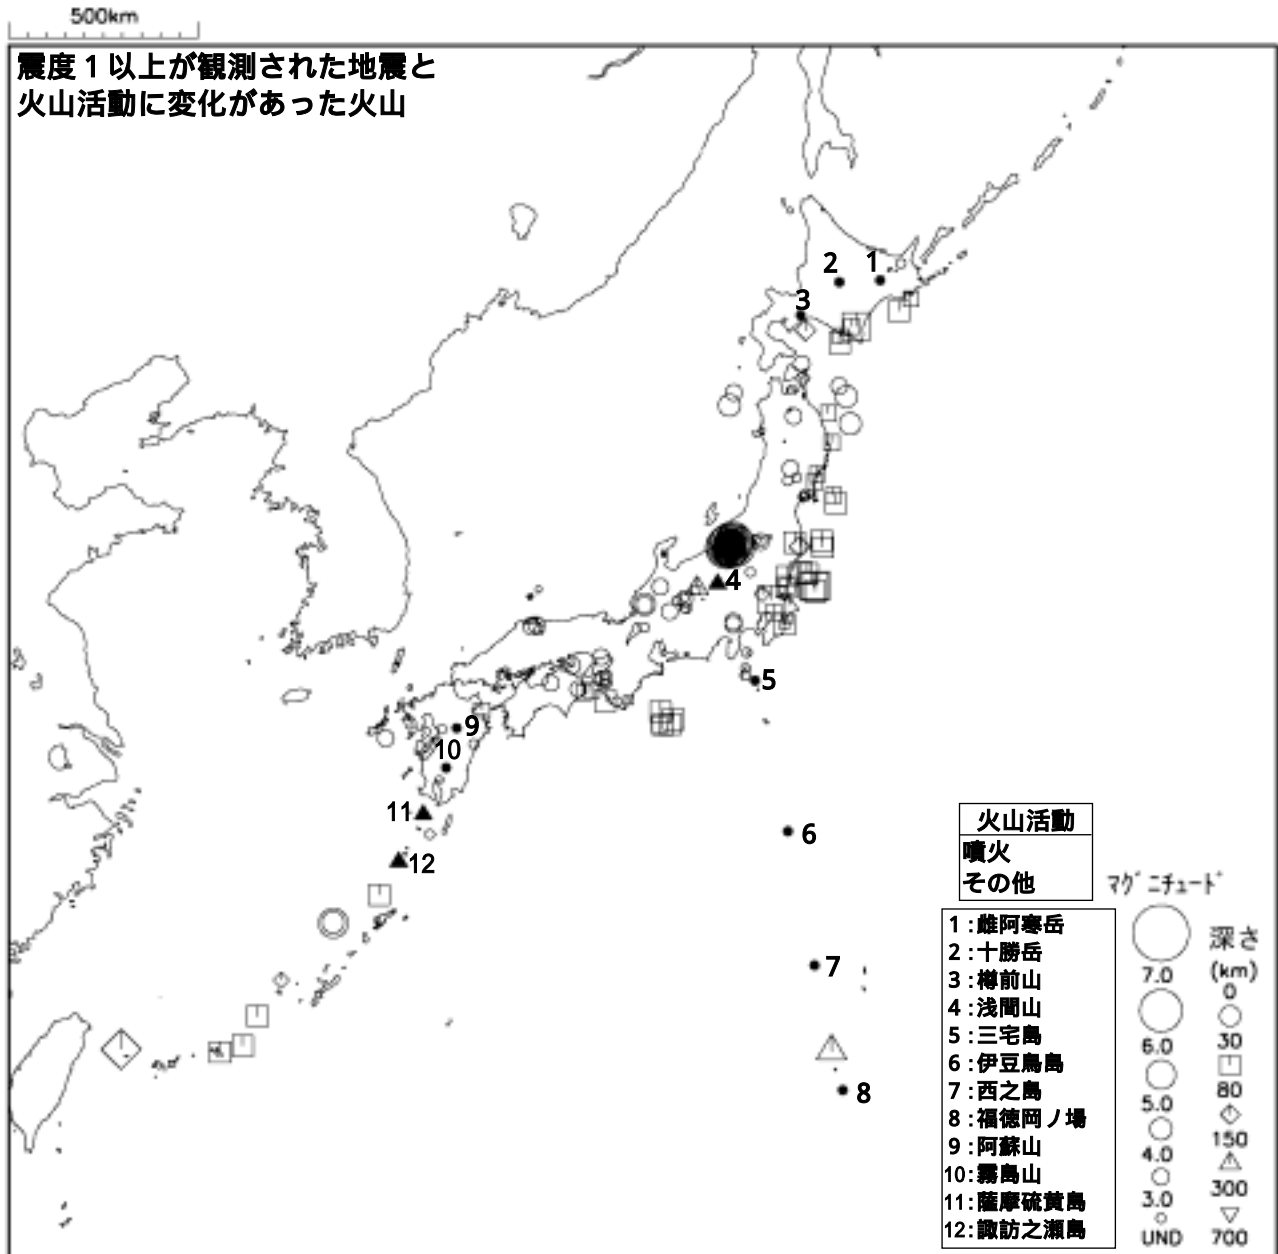 500km
震度１以上が観測された地震と
火山活動に変化があった火山
1
2
3
4
5
6
7
8
9
10
11
12
火山活動
噴火
その他
1：雌阿寒岳
2：十勝岳
3：樽前山
4：浅間山
5：三宅島
6：伊豆鳥島
7：西之島
8：福徳岡ノ場
9：阿蘇山
10：霧島山
11：薩摩硫黄島
12：諏訪之瀬島
マグニチュード
7.0
6.0
5.0
4.0
3.0
UND
深さ
(km)
0
30
80
150
300
700